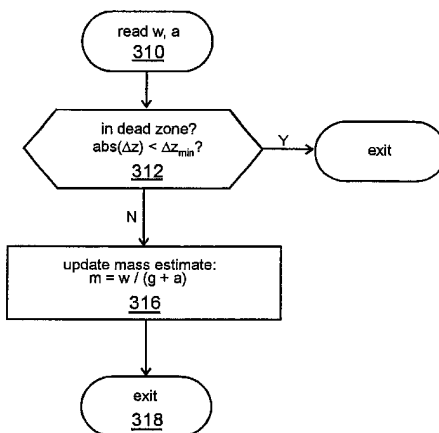 read w, a
310
in dead zone?
abs(Δz) < Δzmin?
312
Y
exit
N
update mass estimate:
m = w / (g + a)
316
exit
318